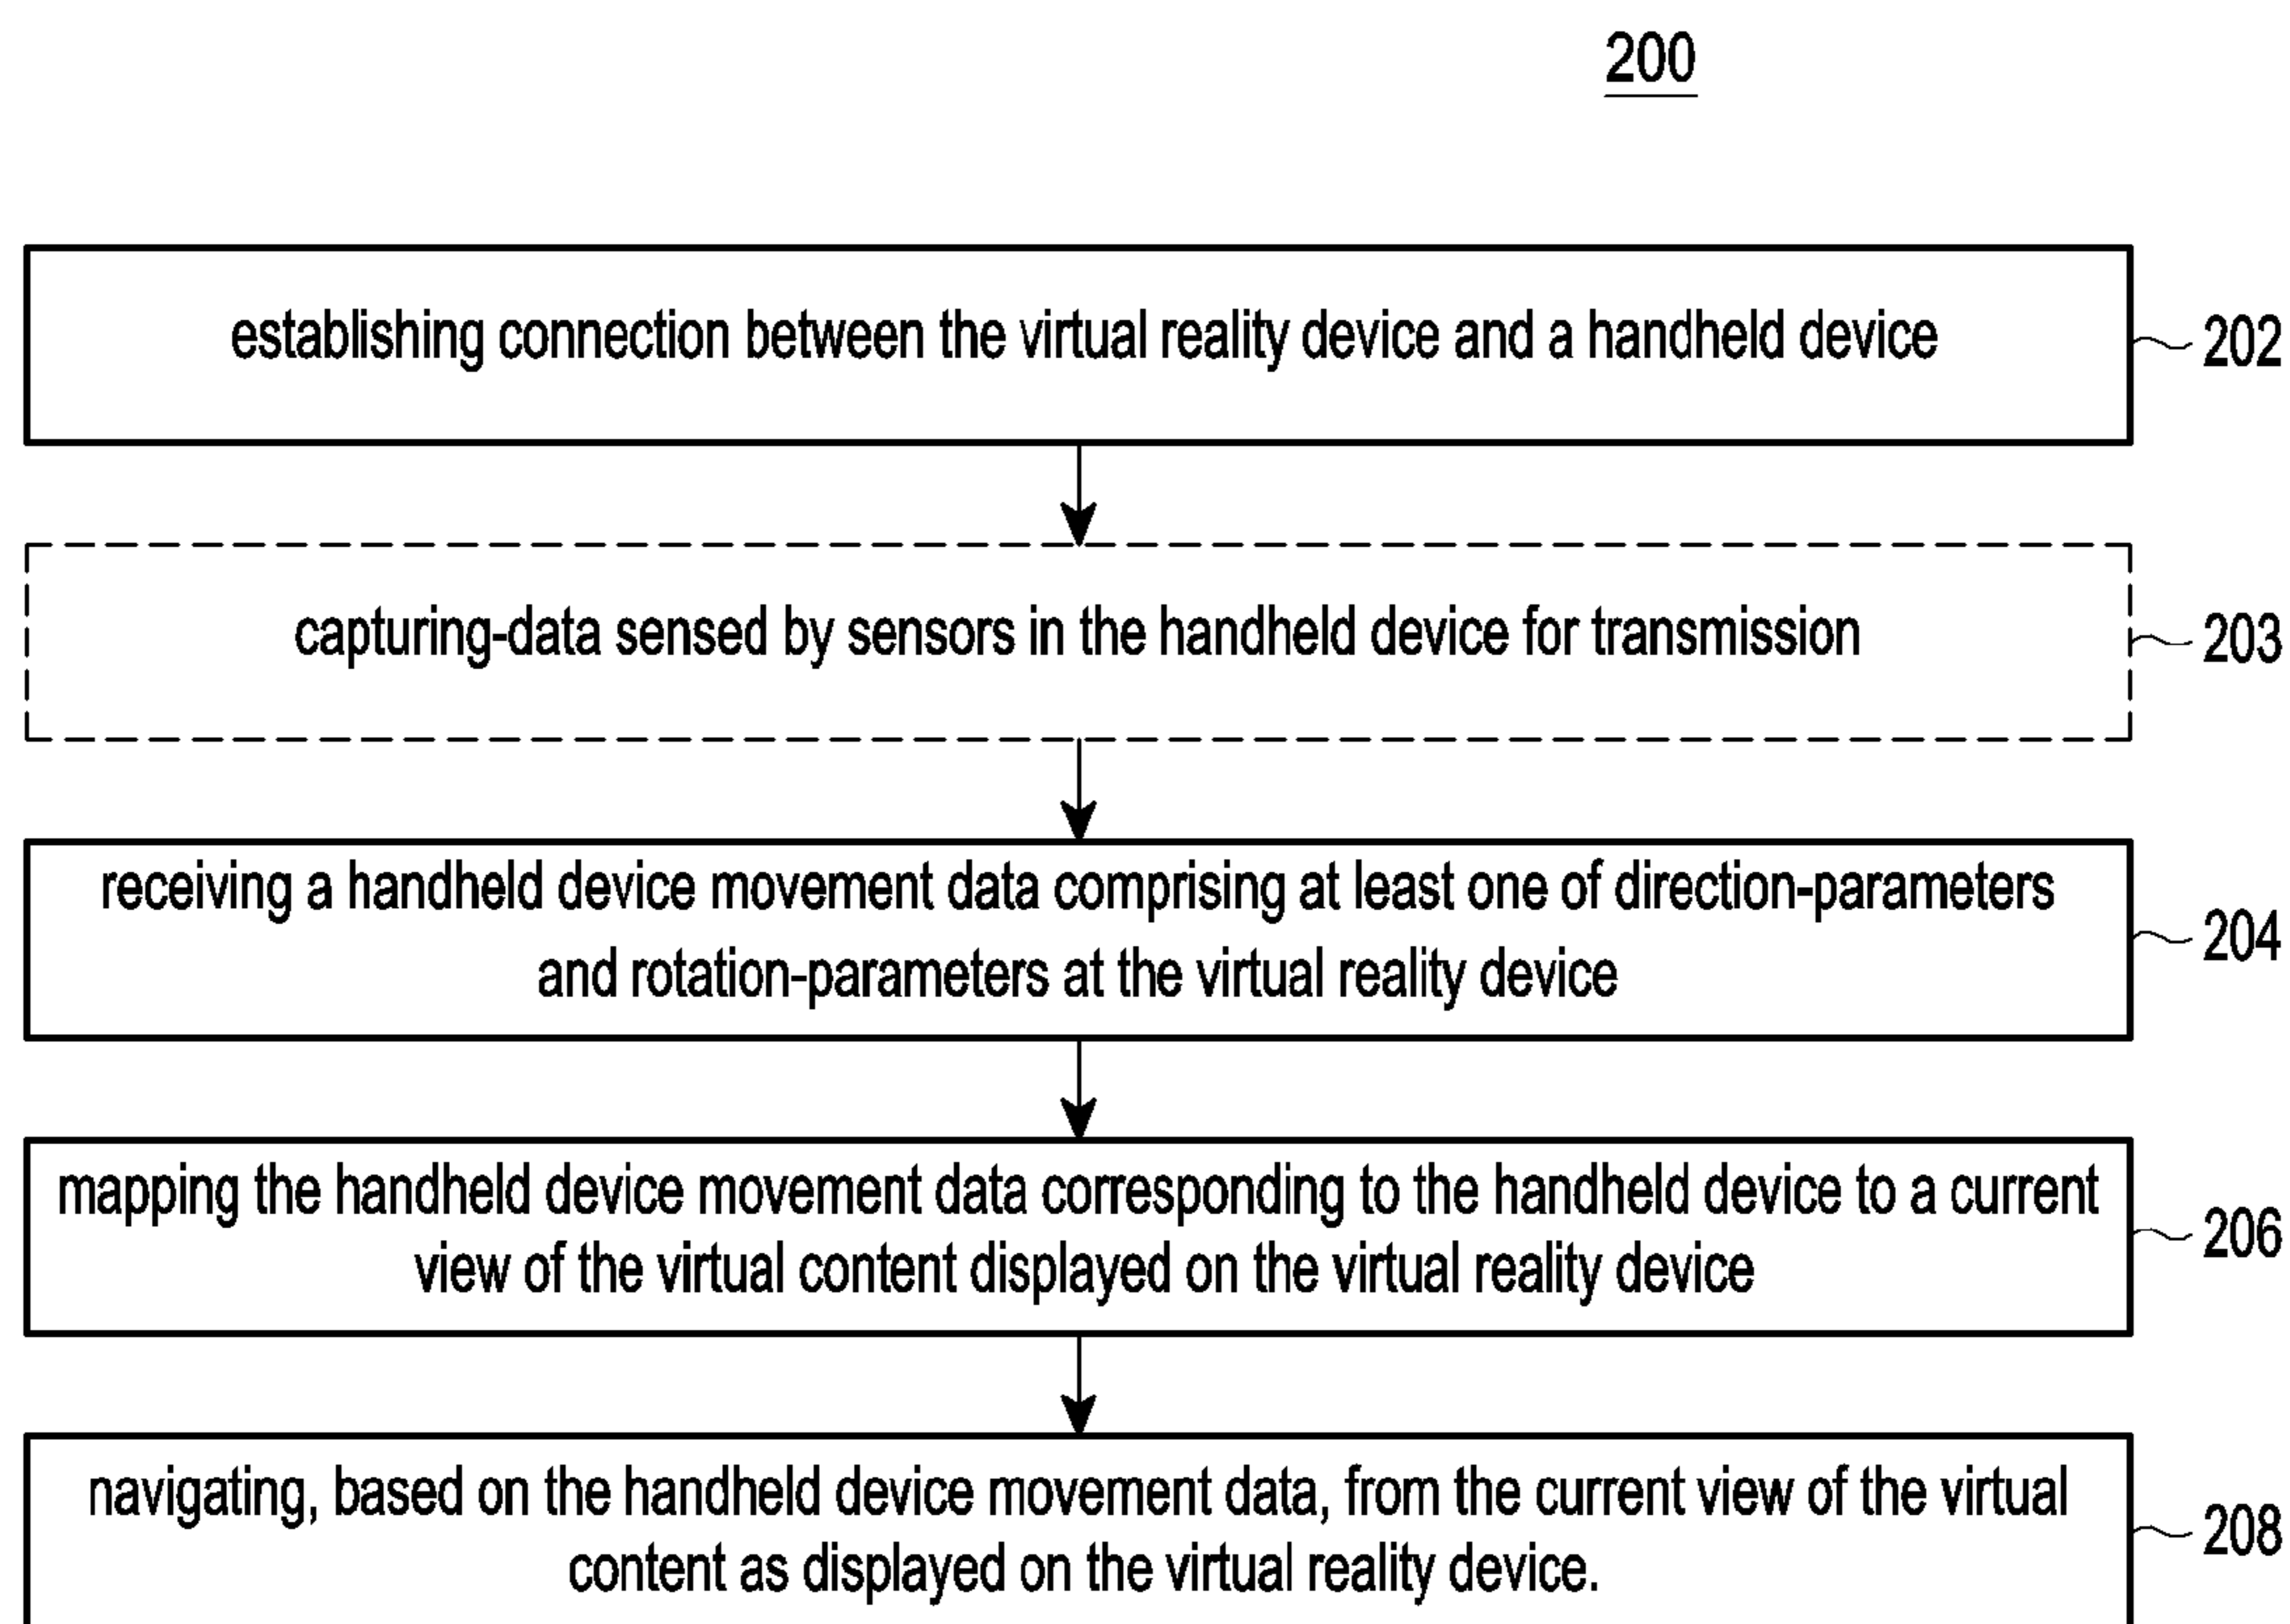 200
establishing connection between the virtual reality device and a handheld device
202
capturing-data sensed by sensors in the handheld device for transmission
203
receiving a handheld device movement data comprising at least one of direction-parameters
and rotation-parameters at the virtual reality device
204
mapping the handheld device movement data corresponding to the handheld device to a current
view of the virtual content displayed on the virtual reality device
206
navigating, based on the handheld device movement data, from the current view of the virtual
content as displayed on the virtual reality device.
208